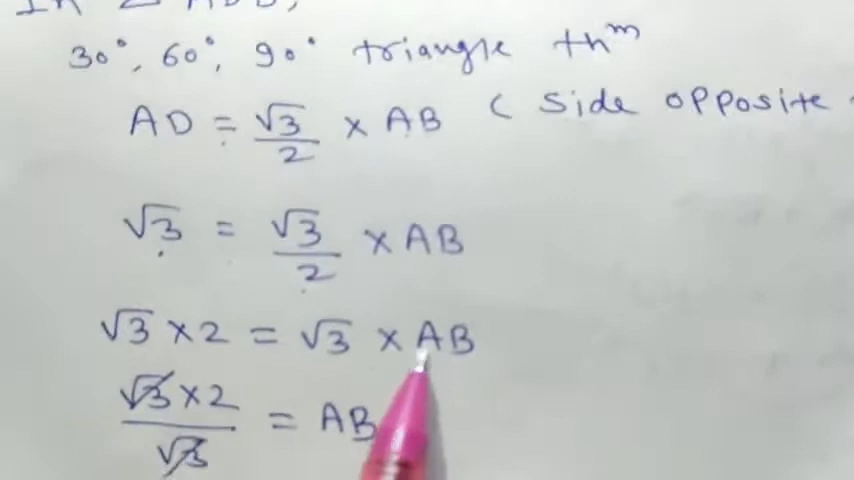 30°, 60°, 90° triangle thm
AD = √3/2 × AB ( side opposite
√3 = √3/2 × AB
√3 × 2 = √3 × AB
√3 × 2/√3 = AB